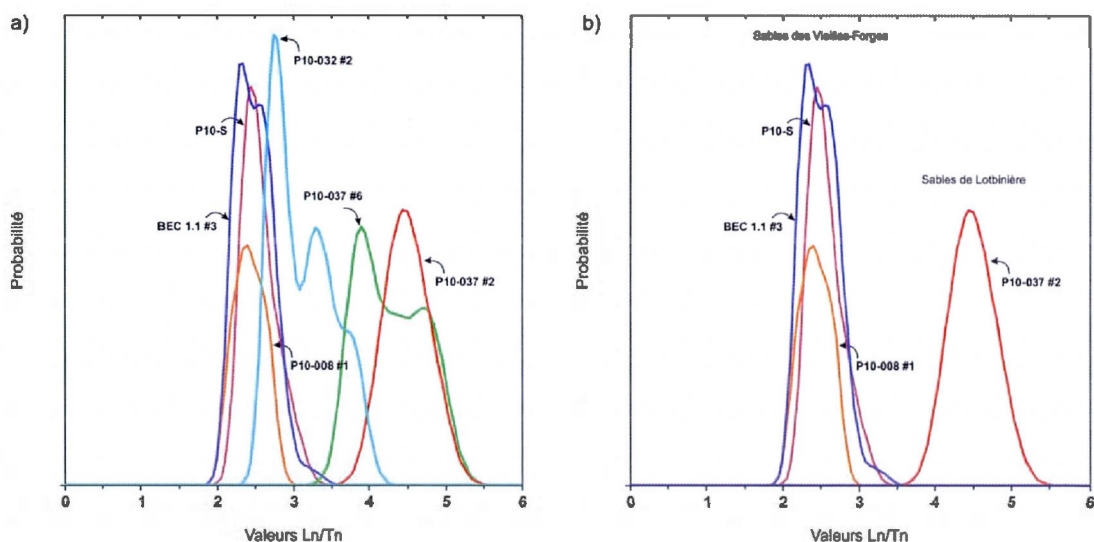 a)
P10-032 #2
P10-S
P10-037 #6
BEC 1.1 #3
P10-037 #2
P10-008 #1
Probabilité
0 1 2 3 4 5 6
Valeurs Ln/Tn
b)
Sables des Vieilles-Forges
P10-S
Sables de Lotbinière
BEC 1.1 #3
P10-037 #2
P10-008 #1
Probabilité
0 1 2 3 4 5 6
Valeurs Ln/Tn